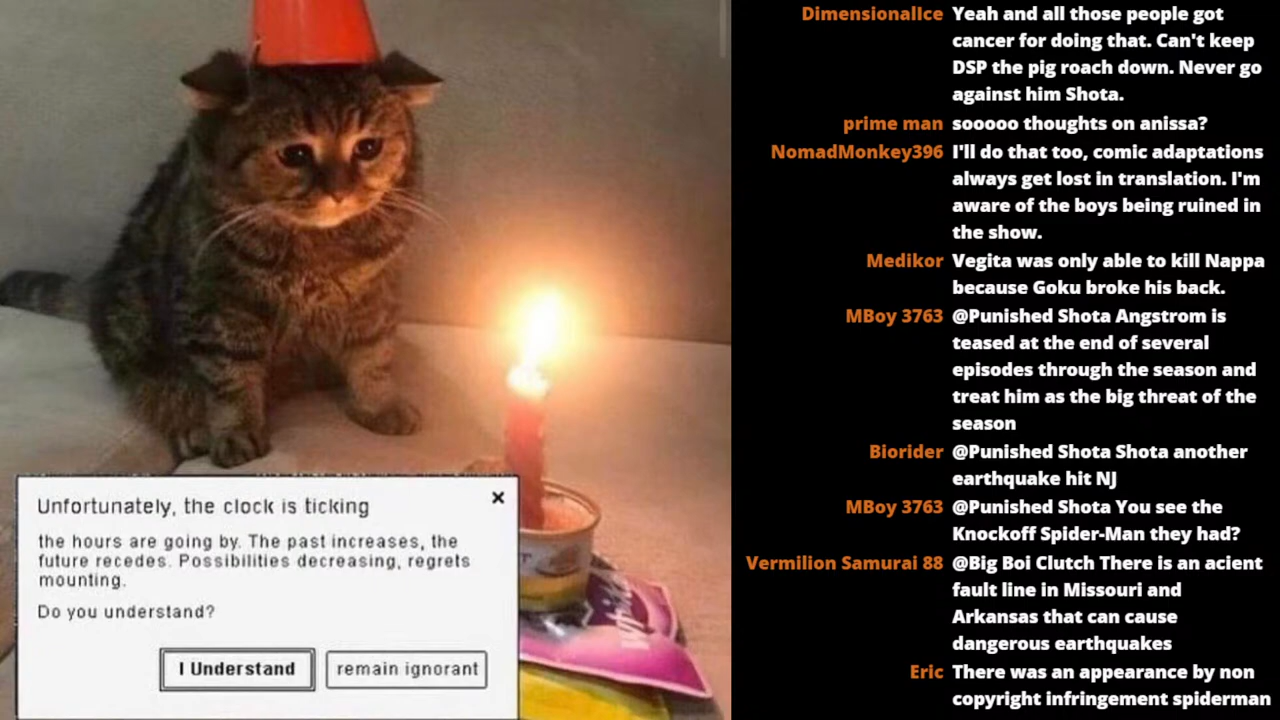 Unfortunately, the clock is ticking
the hours are going by. The past increases, the
future recedes. Possibilities decreasing, regrets
mounting.
Do you understand?
I Understand
remain ignorant
DimensionalIce Yeah and all those people got
cancer for doing that. Can't keep
DSP the pig roach down. Never go
against him Shota.
prime man sooooo thoughts on anissa?
NomadMonkey396 I'll do that too, comic adaptations
always get lost in translation. I'm
aware of the boys being ruined in
the show.
Medikor Vegita was only able to kill Nappa
because Goku broke his back.
MBoy 3763 @Punished Shota Angstrom is
teased at the end of several
episodes through the season and
treat him as the big threat of the
season
Biorider @Punished Shota Shota another
earthquake hit NJ
MBoy 3763 @Punished Shota You see the
Knockoff Spider-Man they had?
Vermilion Samurai 88 @Big Boi Clutch There is an acient
fault line in Missouri and
Arkansas that can cause
dangerous earthquakes
Eric There was an appearance by non
copyright infringement spiderman